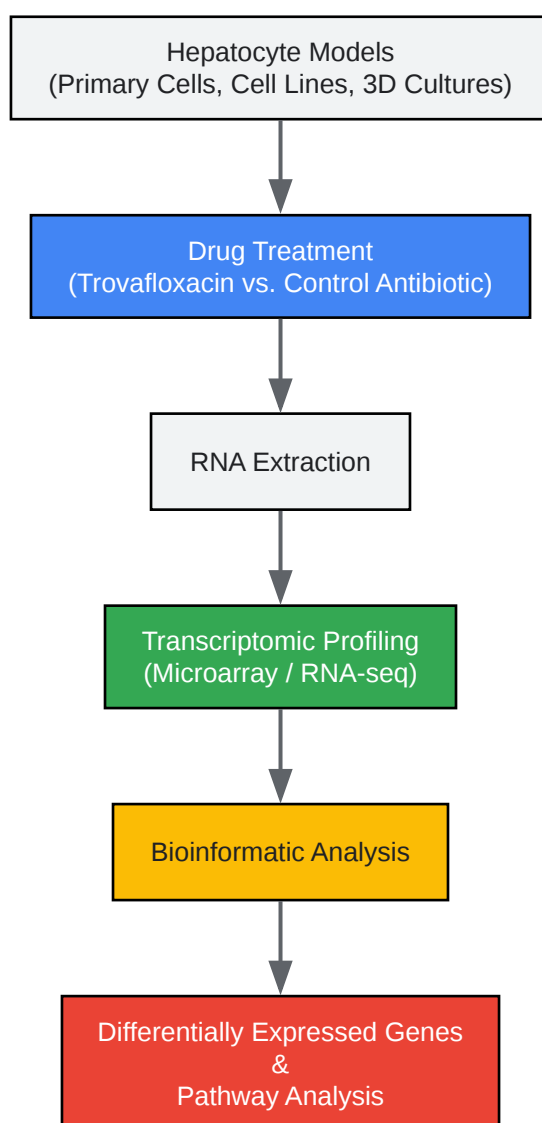 Hepatocyte Models
(Primary Cells, Cell Lines, 3D Cultures)
Drug Treatment
(Trovafloxacin vs. Control Antibiotic)
RNA Extraction
Transcriptomic Profiling
(Microarray / RNA-seq)
Bioinformatic Analysis
Differentially Expressed Genes
&
Pathway Analysis